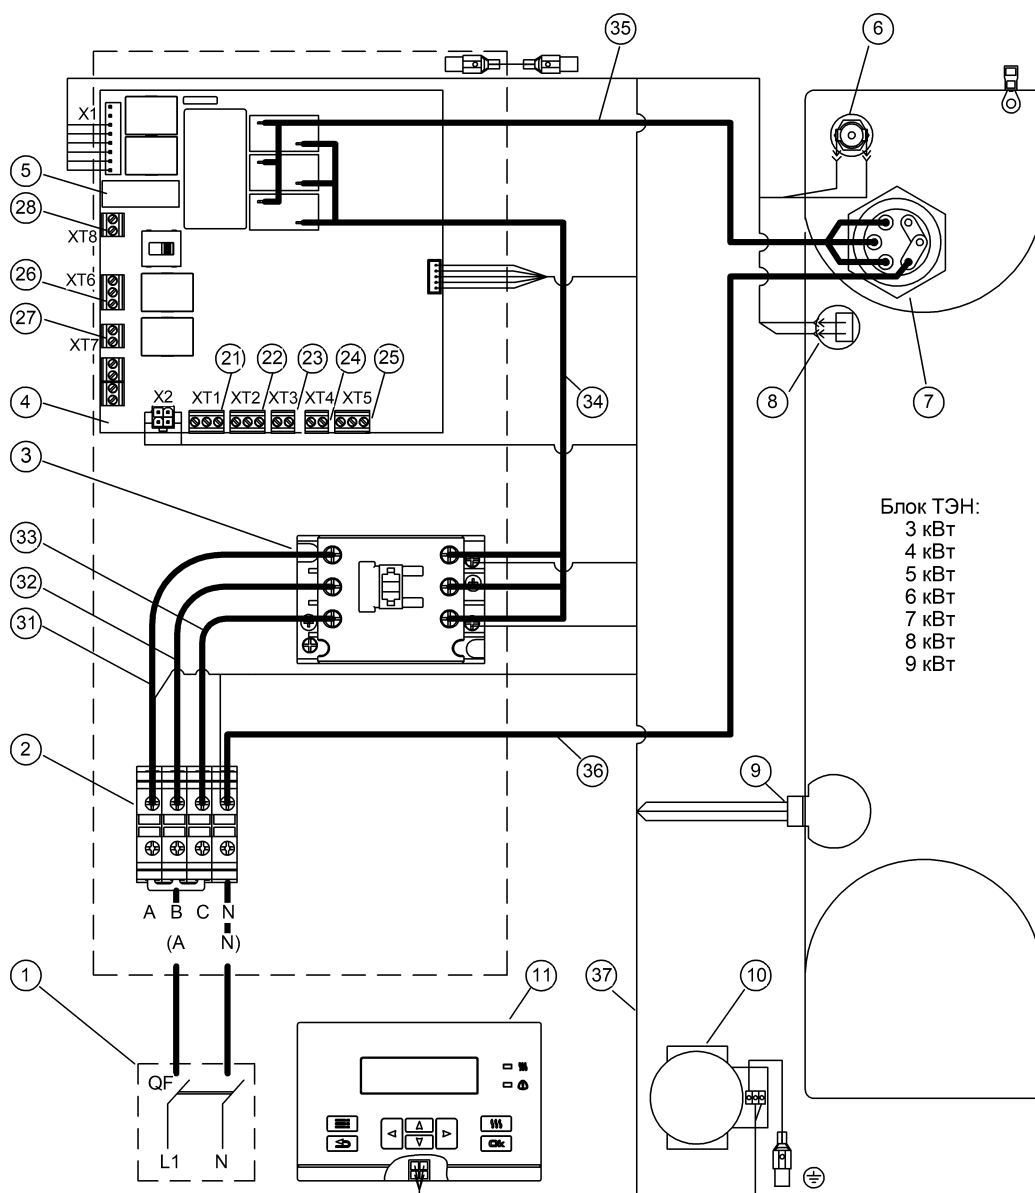 35
6
X1
5
28
XT8
XT6
26
27
XT7
21
22
23
24
25
4
X2
XT1
XT2
XT3
XT4
XT5
34
8
7
3
Блок ТЭН:
3 кВт
4 кВт
5 кВт
6 кВт
7 кВт
8 кВт
9 кВт
33
32
31
2
36
9
A B C N
(A N)
1
11
37
10
QF
L1 N
Ok